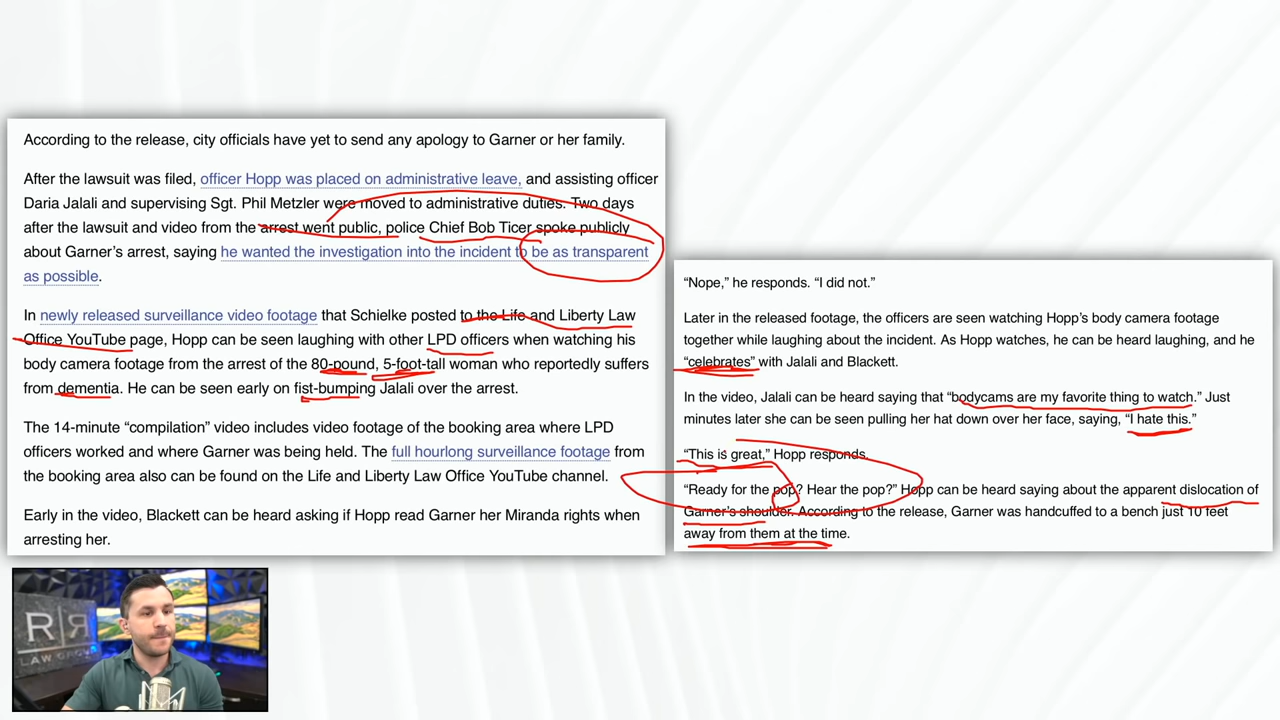 According to the release, city officials have yet to send any apology to Garner or her family.
After the lawsuit was filed, officer Hopp was placed on administrative leave, and assisting officer
Daria Jalali and supervising Sgt. Phil Metzler were moved to administrative duties. Two days
after the lawsuit and video from the arrest went public, police Chief Bob Ticer spoke publicly
about Garner’s arrest, saying he wanted the investigation into the incident to be as transparent
as possible.
In newly released surveillance video footage that Schielke posted to the Life and Liberty Law
Office YouTube page, Hopp can be seen laughing with other LPD officers when watching his
body camera footage from the arrest of the 80-pound, 5-foot-tall woman who reportedly suffers
from dementia. He can be seen early on fist-bumping Jalali over the arrest.
The 14-minute “compilation” video includes video footage of the booking area where LPD
officers worked and where Garner was being held. The full hourlong surveillance footage from
the booking area also can be found on the Life and Liberty Law Office YouTube channel.
Early in the video, Blackett can be heard asking if Hopp read Garner her Miranda rights when
arresting her.
“Nope,” he responds. “I did not.”
Later in the released footage, the officers are seen watching Hopp’s body camera footage
together while laughing about the incident. As Hopp watches, he can be heard laughing, and he
“celebrates” with Jalali and Blackett.
In the video, Jalali can be heard saying that “bodycams are my favorite thing to watch.” Just
minutes later she can be seen pulling her hat down over her face, saying, “I hate this.”
“This is great,” Hopp responds.
“Ready for the pop? Hear the pop?” Hopp can be heard saying about the apparent dislocation of
Garner’s shoulder. According to the release, Garner was handcuffed to a bench just 10 feet
away from them at the time.
R|R
LAW GROUP